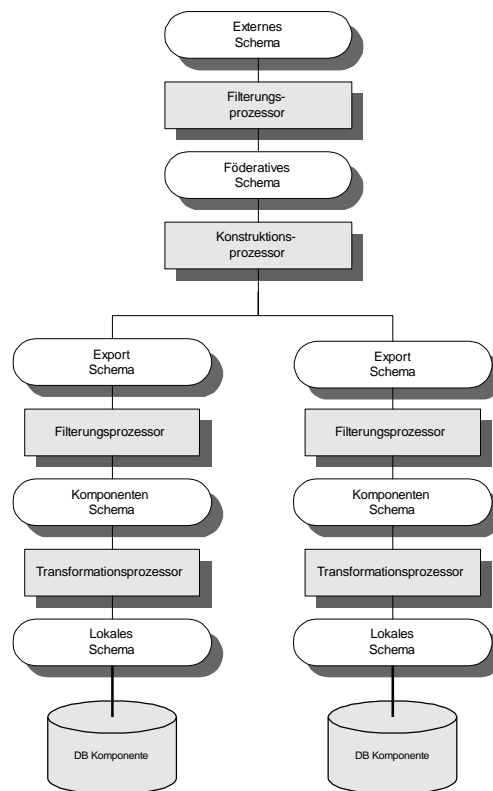 Externes
Schema
Filterungs-
prozessor
Föderatives
Schema
Konstruktions-
prozessor
Export
Schema
Export
Schema
Filterungsprozessor
Filterungsprozessor
Komponenten
Schema
Komponenten
Schema
Transformationsprozessor
Transformationsprozessor
Lokales
Schema
Lokales
Schema
DB Komponente
DB Komponente